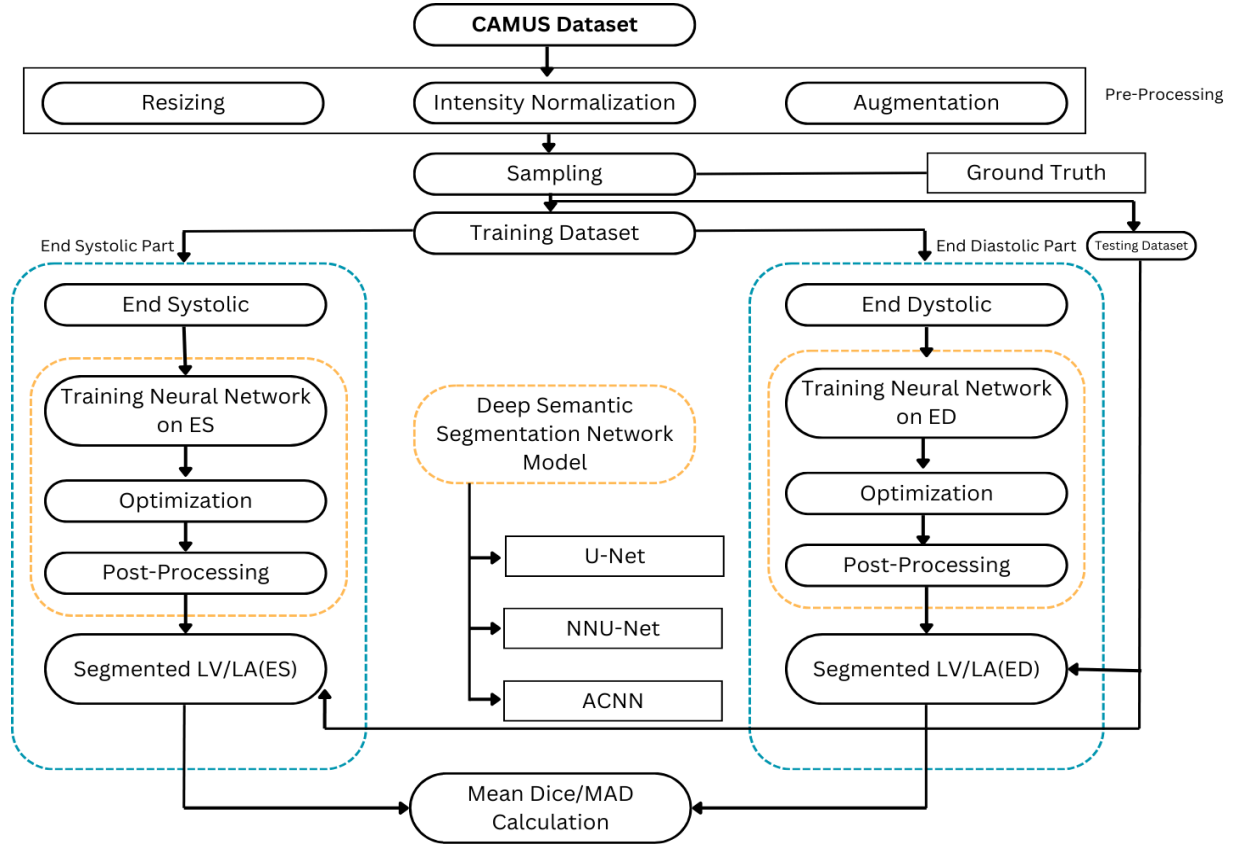 CAMUS Dataset
Resizing
Intensity Normalization
Augmentation
Pre-Processing
Sampling
Ground Truth
Training Dataset
End Systolic Part
End Diastolic Part
Testing Dataset
End Systolic
End Dystolic
Training Neural Network
on ES
Deep Semantic
Segmentation Network
Model
Training Neural Network
on ED
Optimization
Optimization
Post-Processing
U-Net
Post-Processing
NNU-Net
Segmented LV/LA(ES)
Segmented LV/LA(ED)
ACNN
Mean Dice/MAD
Calculation